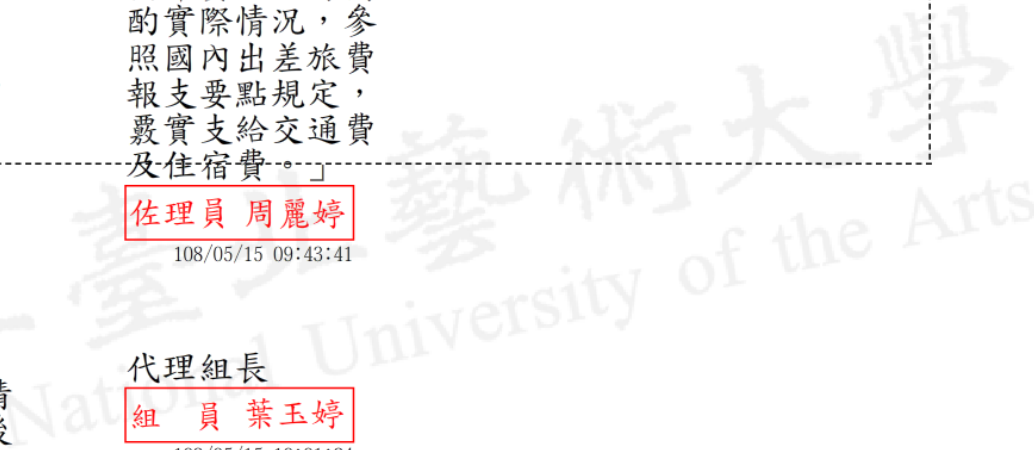 酌實際情況，參
照國內出差旅費
報支要點規定，
覈實支給交通費
及住宿費。」
佐理員 周麗婷
108/05/15 09:43:41
代理組長
組 員 葉玉婷
臺北藝術大學
National University of the Arts